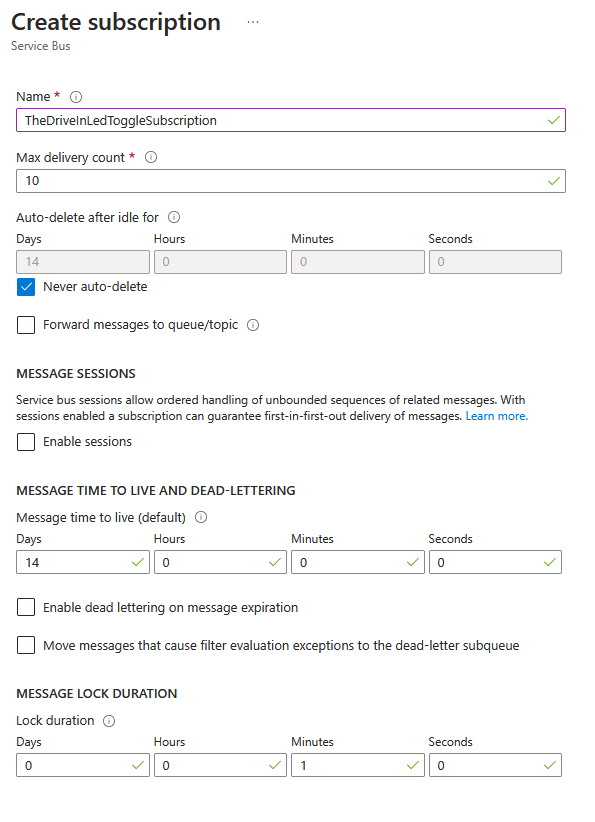 Create subscription ...
Service Bus
Name *
TheDriveInLedToggleSubscription
Max delivery count *
10
Auto-delete after idle for
Days Hours Minutes Seconds
14 0 0 0
Never auto-delete
Forward messages to queue/topic
MESSAGE SESSIONS
Service bus sessions allow ordered handling of unbounded sequences of related messages. With
sessions enabled a subscription can guarantee first-in-first-out delivery of messages. Learn more.
Enable sessions
MESSAGE TIME TO LIVE AND DEAD-LETTERING
Message time to live (default)
Days Hours Minutes Seconds
14 0 0 0
Enable dead lettering on message expiration
Move messages that cause filter evaluation exceptions to the dead-letter subqueue
MESSAGE LOCK DURATION
Lock duration
Days Hours Minutes Seconds
0 0 1 0